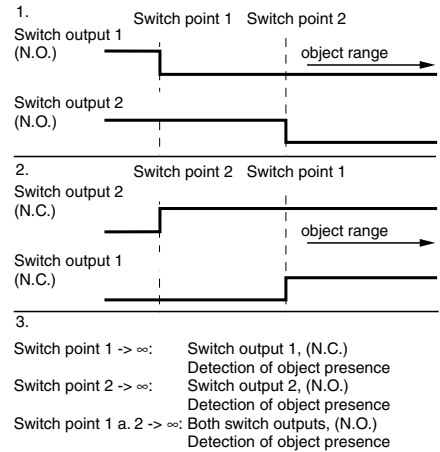 1.
Switch point 1 Switch point 2
Switch output 1
(N.O.)
object range
Switch output 2
(N.O.)
2.
Switch point 2 Switch point 1
Switch output 2
(N.C.)
object range
Switch output 1
(N.C.)
3.
Switch point 1 -> ∞: Switch output 1, (N.C.)
Detection of object presence
Switch point 2 -> ∞: Switch output 2, (N.O.)
Detection of object presence
Switch point 1 a. 2 -> ∞: Both switch outputs, (N.O.)
Detection of object presence